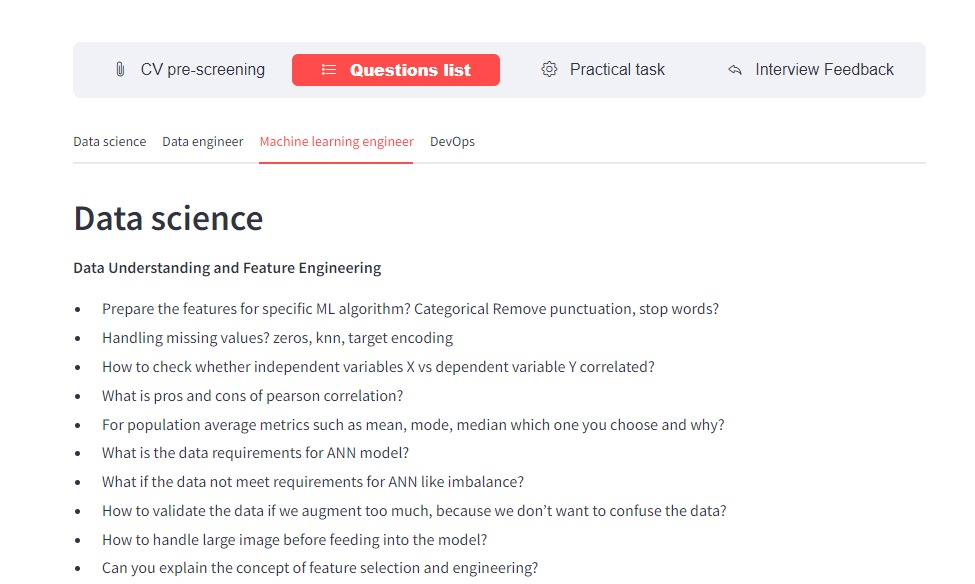 CV pre-screening Questions list Practical task Interview Feedback
Data science Data engineer Machine learning engineer DevOps
Data science
Data Understanding and Feature Engineering
• Prepare the features for specific ML algorithm? Categorical Remove punctuation, stop words?
• Handling missing values? zeros, knn, target encoding
• How to check whether independent variables X vs dependent variable Y correlated?
• What is pros and cons of pearson correlation?
• For population average metrics such as mean, mode, median which one you choose and why?
• What is the data requirements for ANN model?
• What if the data not meet requirements for ANN like imbalance?
• How to validate the data if we augment too much, because we don’t want to confuse the data?
• How to handle large image before feeding into the model?
• Can you explain the concept of feature selection and engineering?